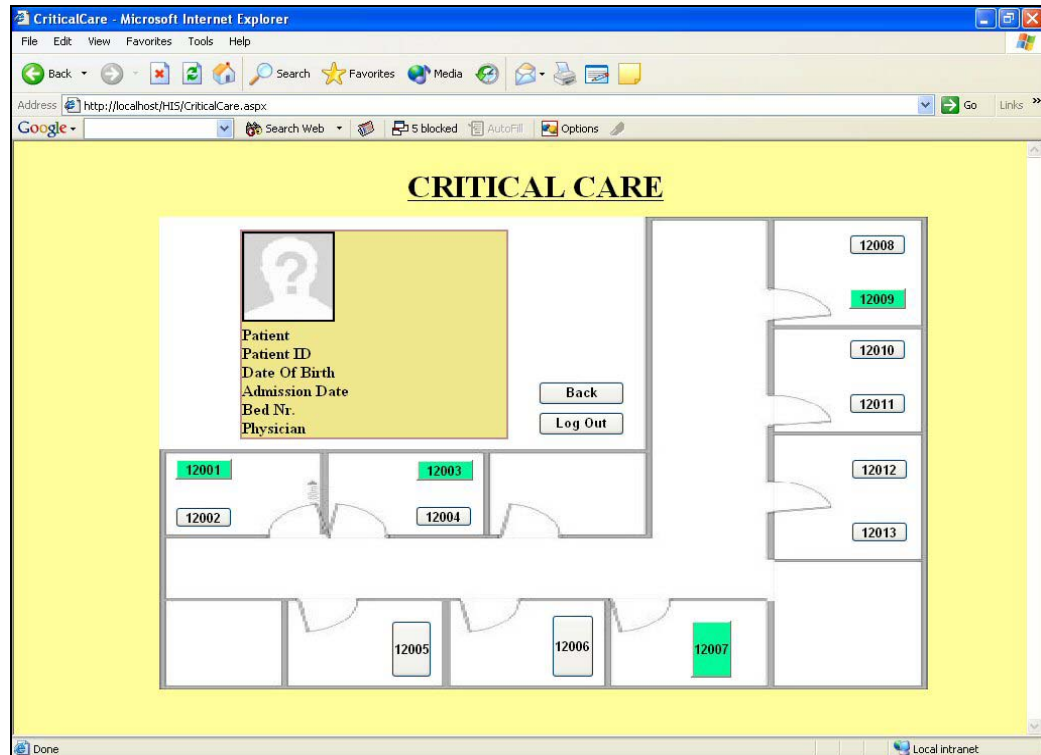 CriticalCare - Microsoft Internet Explorer
File Edit View Favorites Tools Help
Back Search Favorites Media
Address http://localhost/HIS/CriticalCare.aspx Go Links »
Google Search Web 5 blocked AutoFill Options
CRITICAL CARE
12008
12009
Patient
Patient ID
Date Of Birth
Admission Date
Bed Nr.
Physician
Back
Log Out
12010
12011
12001
12003
12012
12002
12004
12013
12005
12006
12007
Done Local intranet